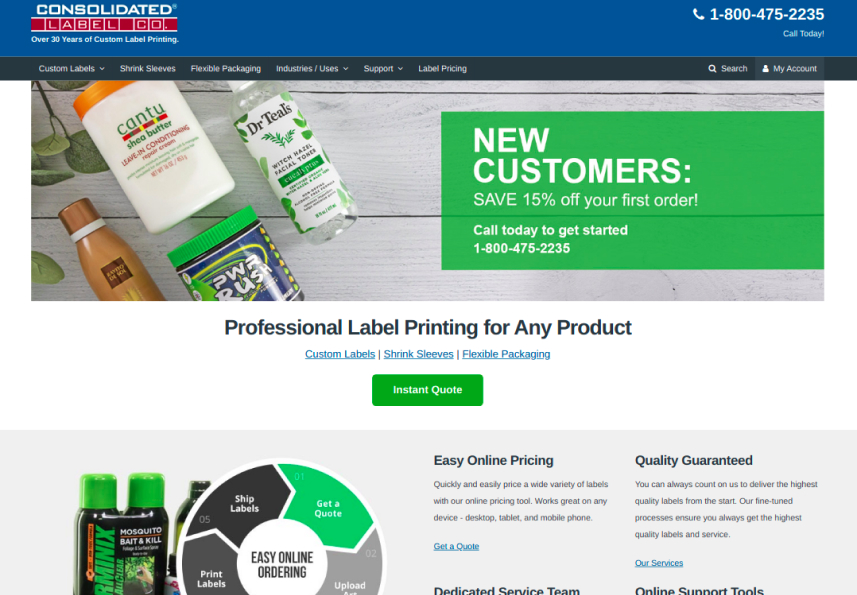 CONSOLIDATED®
LABEL CO.
Over 30 Years of Custom Label Printing.
1-800-475-2235
Call Today!
Custom Labels
Shrink Sleeves
Flexible Packaging
Industries / Uses
Support
Label Pricing
Search
My Account
cantu
shea butter
LEAVE-IN CONDITIONING
repair cream
Dr Teal's
WITCH HAZEL
FACIAL TONER
eucalyptus
PWR
RUSH
NEW
CUSTOMERS:
SAVE 15% off your first order!
Call today to get started
1-800-475-2235
Professional Label Printing for Any Product
Custom Labels | Shrink Sleeves | Flexible Packaging
Instant Quote
MOSQUITO
BAIT & KILL
RMINIX
ALLCLEAR
EASY ONLINE
ORDERING
01
Get a
Quote
02
Upload
Art
Print
Labels
05
Ship
Labels
Easy Online Pricing
Quickly and easily price a wide variety of labels
with our online pricing tool. Works great on any
device - desktop, tablet, and mobile phone.
Get a Quote
Quality Guaranteed
You can always count on us to deliver the highest
quality labels from the start. Our fine-tuned
processes ensure you always get the highest
quality labels and service.
Our Services
Dedicated Service Team
Online Support Tools